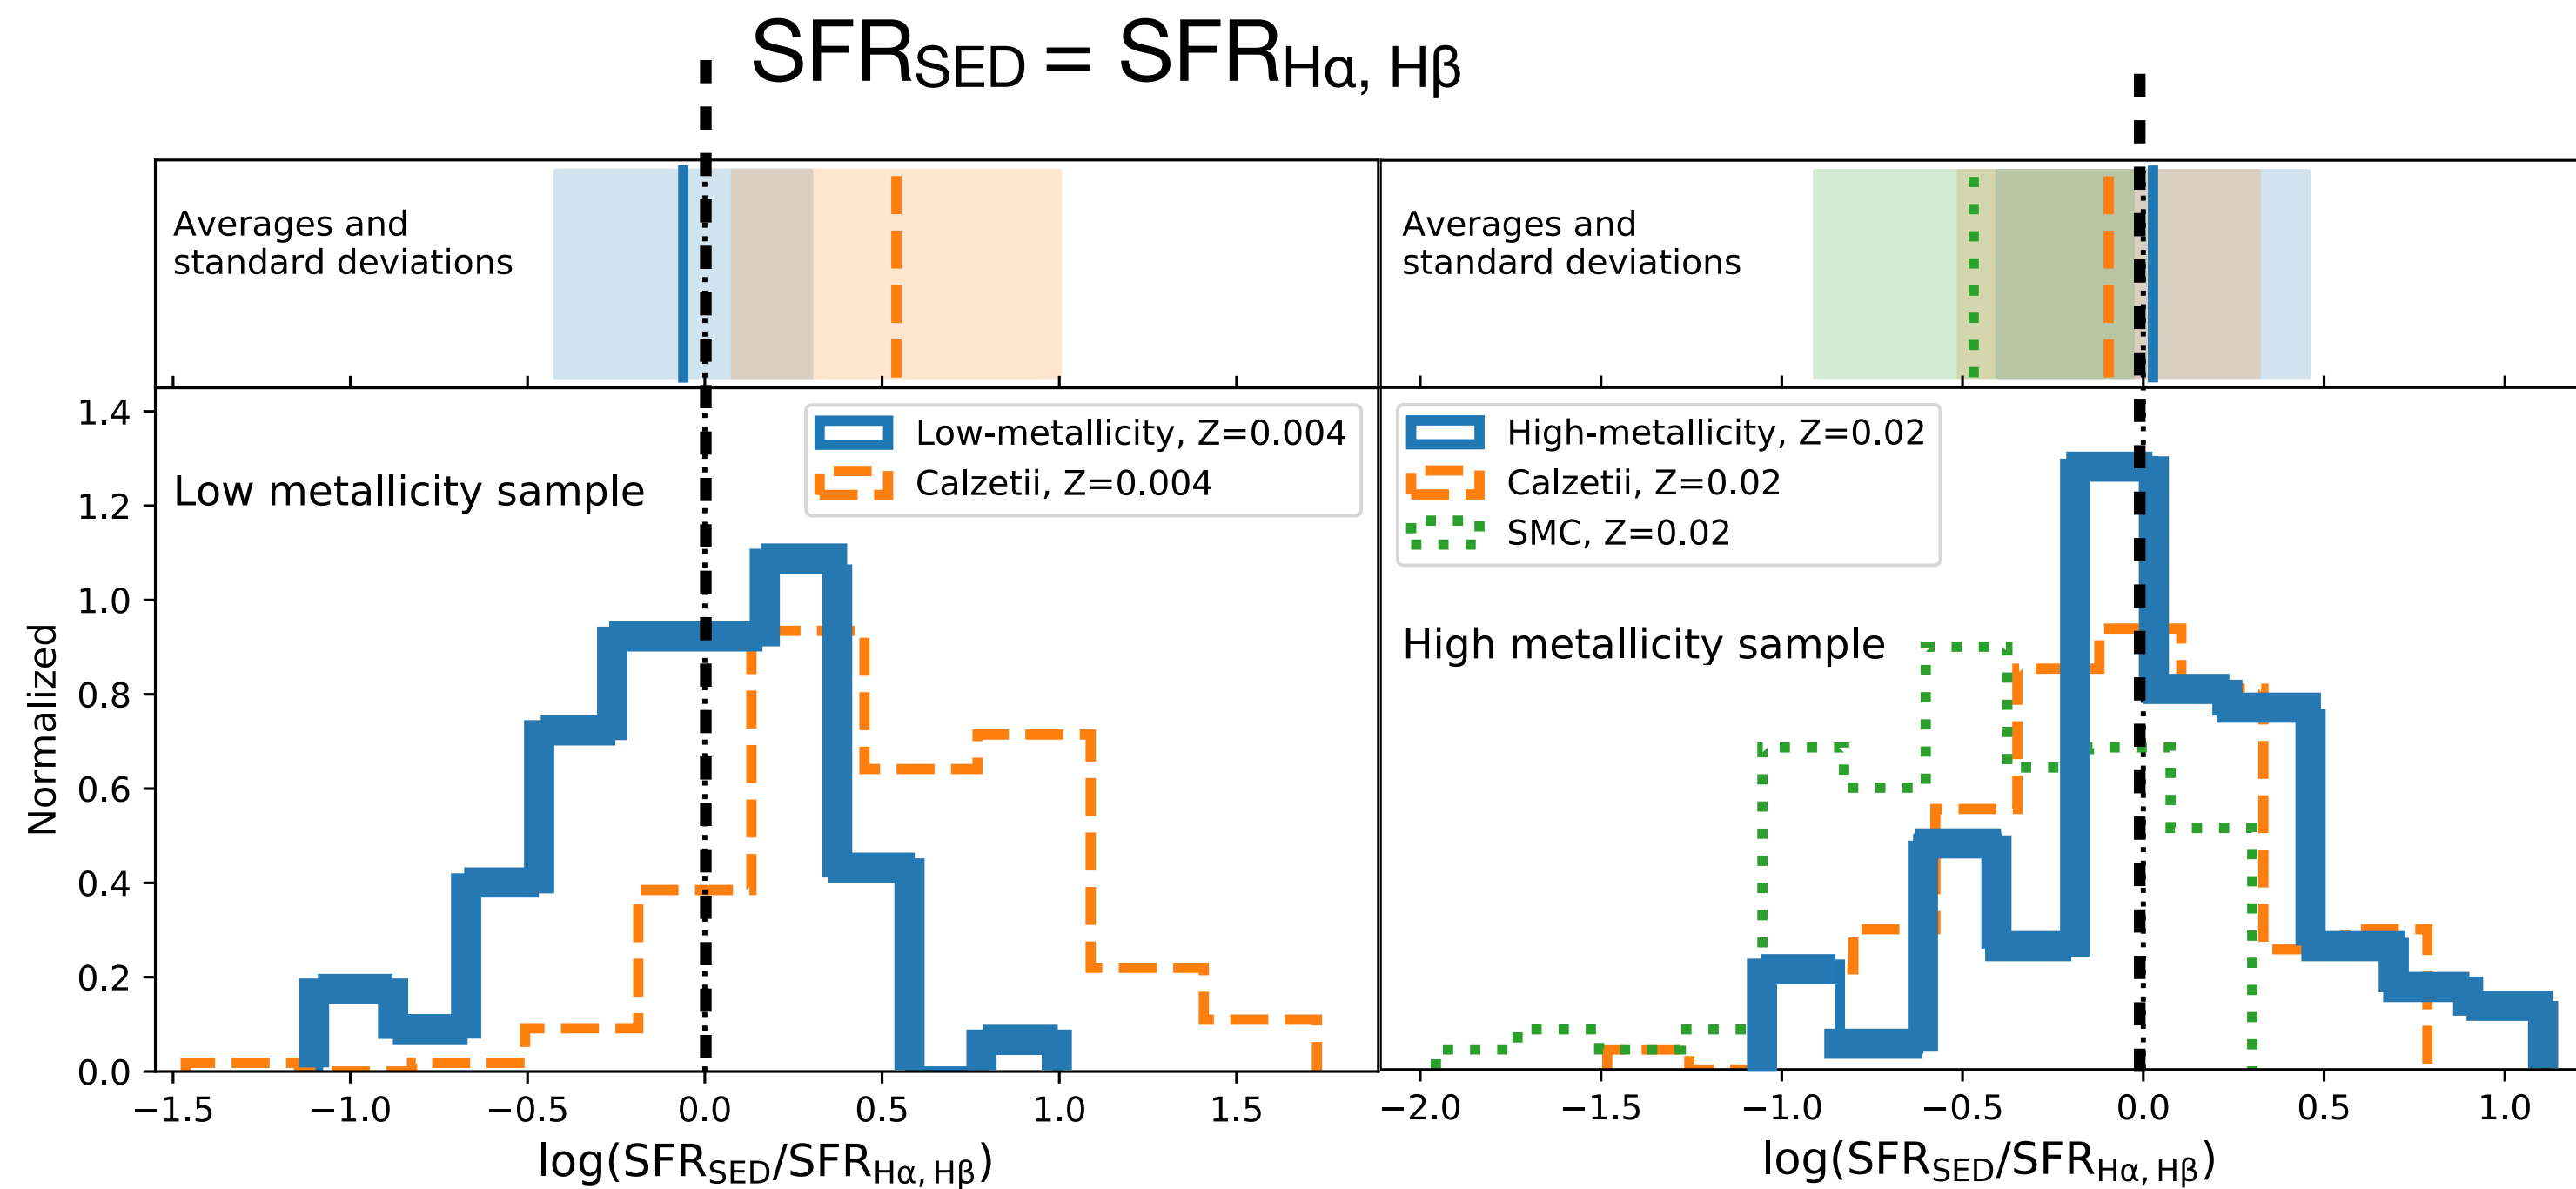 SFRSED = SFRHα, Hβ
Averages and
standard deviations
Averages and
standard deviations
1.4
1.2
1.0
0.8
0.6
0.4
0.2
0.0
Normalized
Low-metallicity, Z=0.004
Calzetii, Z=0.004
Low metallicity sample
High-metallicity, Z=0.02
Calzetii, Z=0.02
SMC, Z=0.02
High metallicity sample
−1.5 −1.0 −0.5 0.0 0.5 1.0 1.5
log(SFRSED/SFRHα, Hβ)
−2.0 −1.5 −1.0 −0.5 0.0 0.5 1.0
log(SFRSED/SFRHα, Hβ)